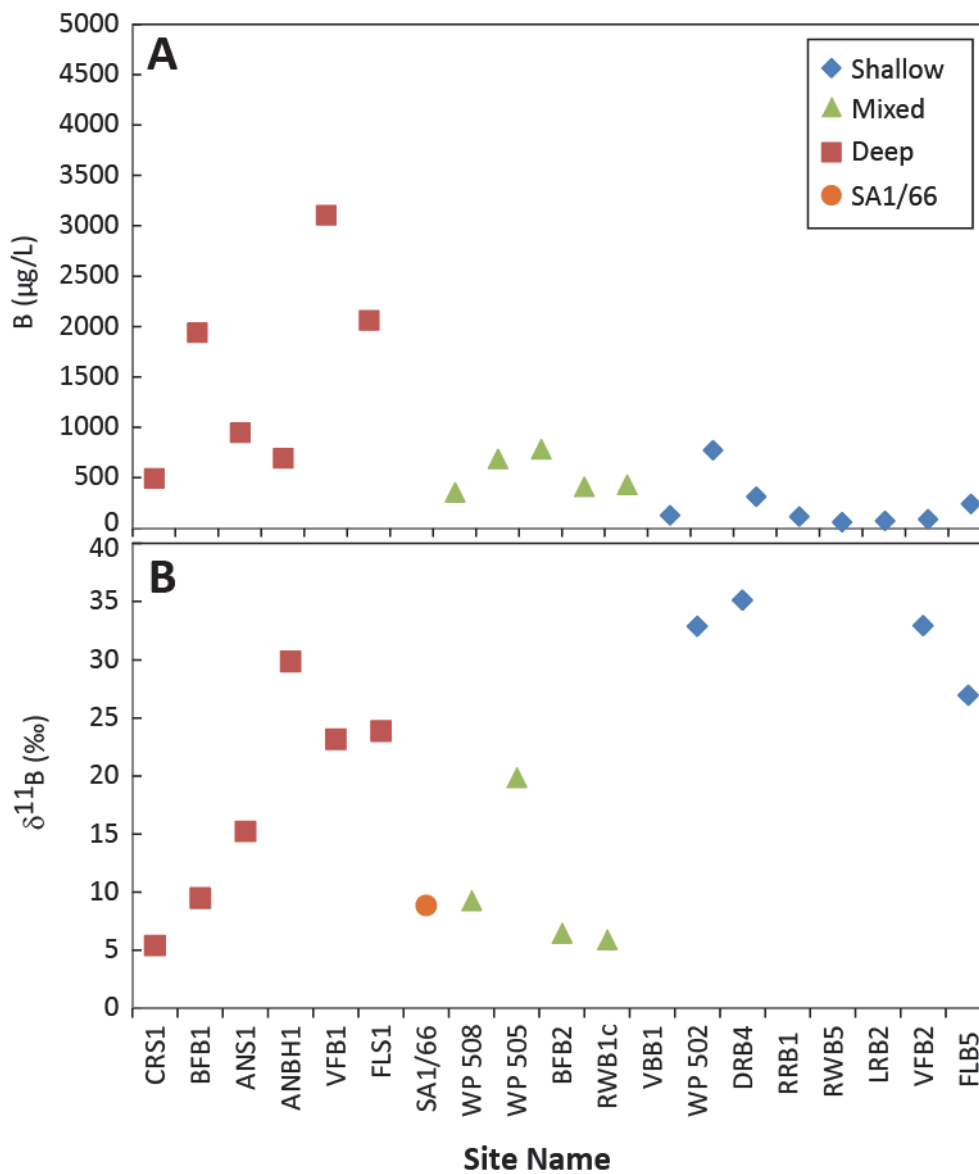 A
5000
4500
4000
3500
3000
2500
2000
1500
1000
500
0
B (µg/L)
Shallow
Mixed
Deep
SA1/66
B
40
35
30
25
20
15
10
5
0
δ11B (‰)
CRS1
BFB1
ANS1
ANBH1
VFB1
FLS1
SA1/66
WP 508
WP 505
BFB2
RWB1c
VBB1
WP 502
DRB4
RRB1
RWB5
LRB2
VFB2
FLB5
Site Name